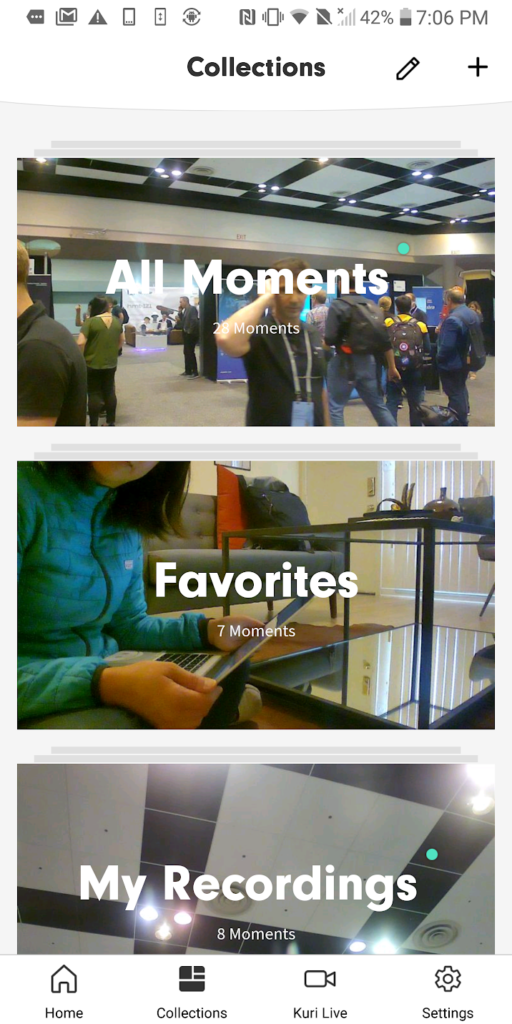 42% 7:06 PM
Collections
All Moments
28 Moments
EXIT
Favorites
7 Moments
My Recordings
8 Moments
Home
Collections
Kuri Live
Settings